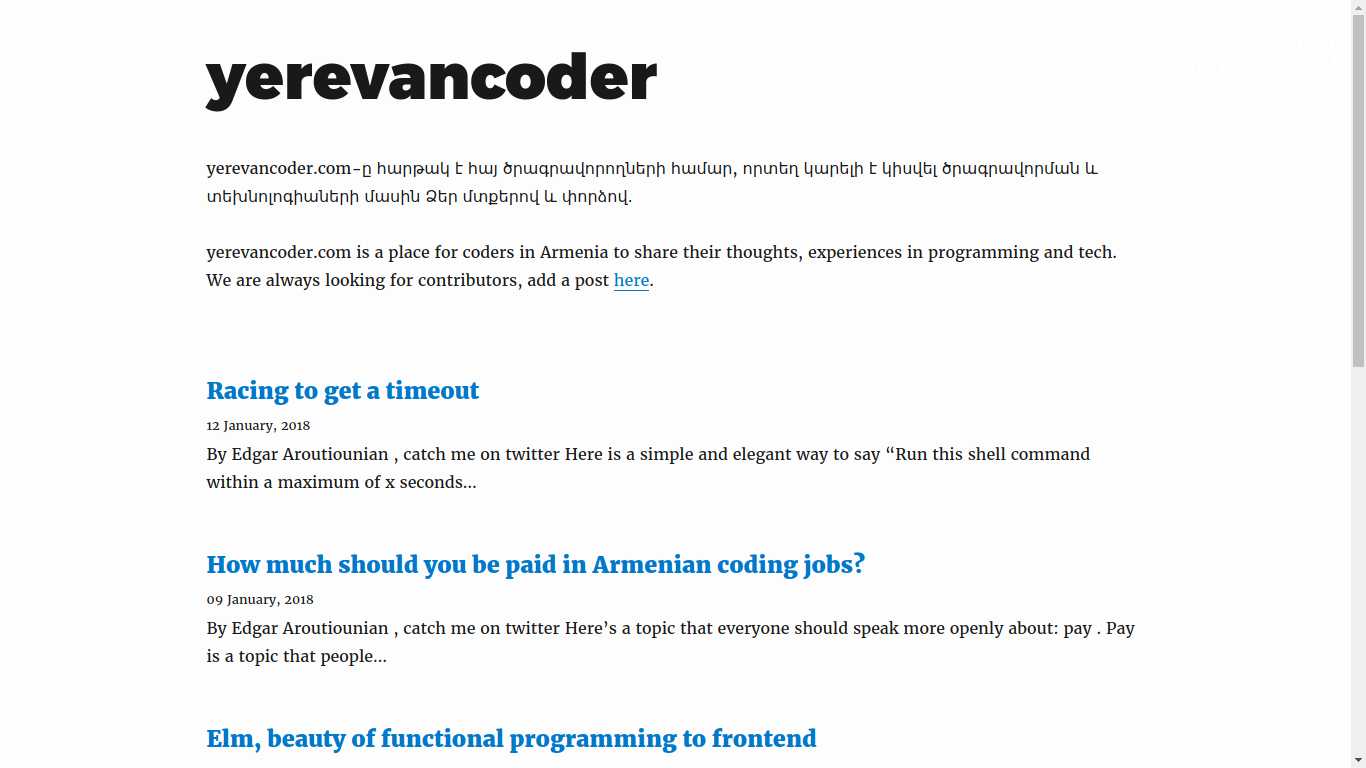 yerevancoder
yerevancoder.com-ը հարթակ է հայ ծրագրավորողների համար, որտեղ կարելի է կիսվել ծրագրավորման և
տեխնոլոգիաների մասին Ձեր մտքերով և փորձով.
yerevancoder.com is a place for coders in Armenia to share their thoughts, experiences in programming and tech.
We are always looking for contributors, add a post here.
Racing to get a timeout
12 January, 2018
By Edgar Aroutiounian , catch me on twitter Here is a simple and elegant way to say “Run this shell command
within a maximum of x seconds…
How much should you be paid in Armenian coding jobs?
09 January, 2018
By Edgar Aroutiounian , catch me on twitter Here’s a topic that everyone should speak more openly about: pay . Pay
is a topic that people…
Elm, beauty of functional programming to frontend